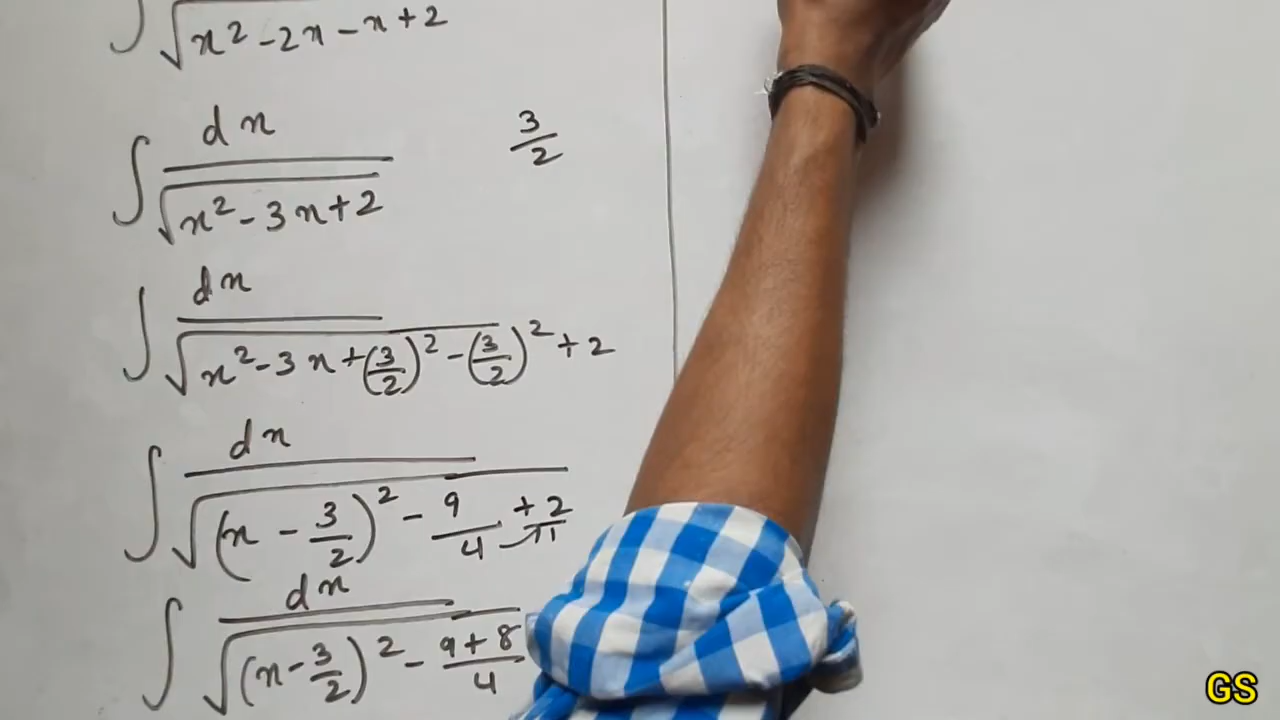 ∫ √x² - 2x - x + 2
∫ dx / √x² - 3x + 2
3/2
∫ dx / √x² - 3x + (3/2)² - (3/2)² + 2
∫ dx / √(x - 3/2)² - 9/4 + 2/1
∫ dx / √(x - 3/2)² - 9 + 8 / 4
GS